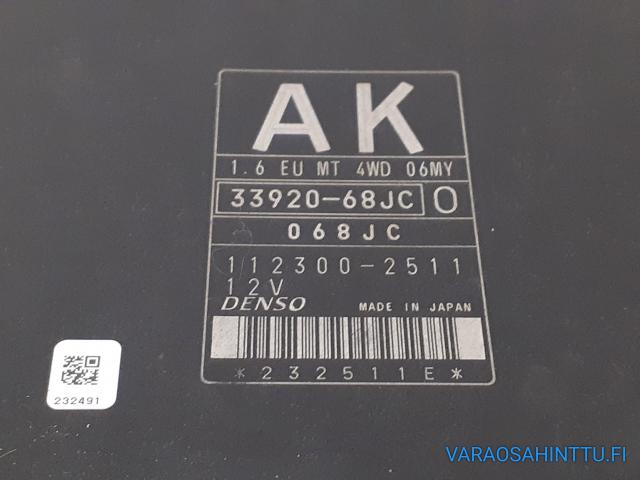 AK
1.6 EU MT 4WD 06MY
33920-68JC 0
068JC
112300-2511
12V
DENSO MADE IN JAPAN
*232511E*
232491
VARAOSAHINTTU.FI